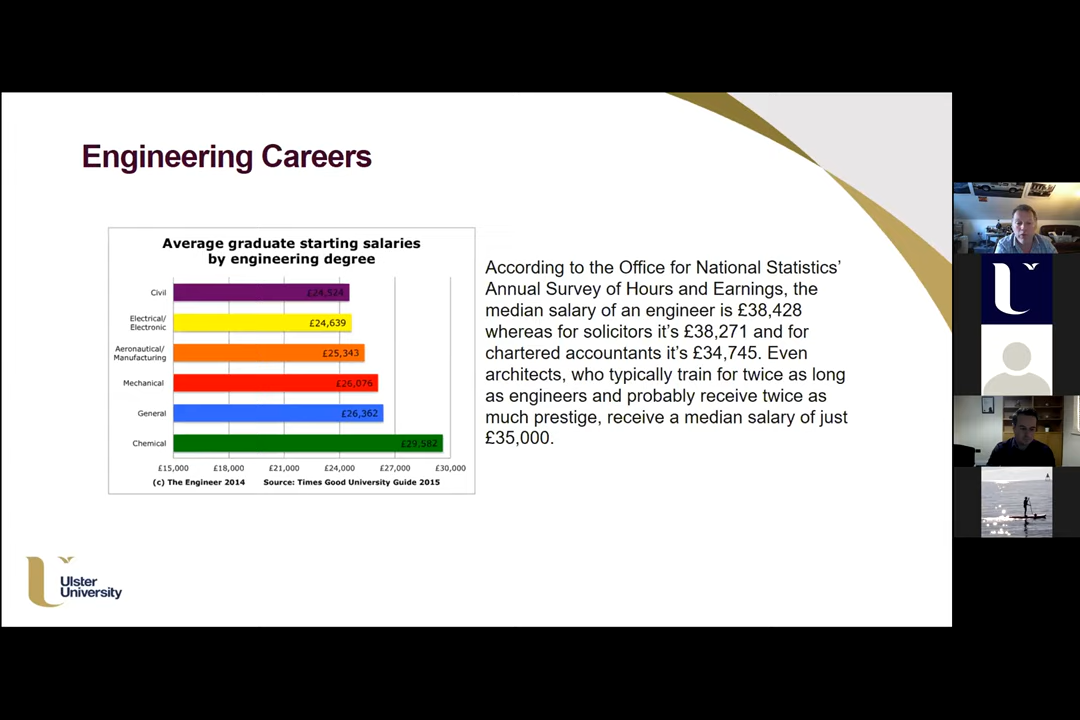 Engineering Careers
Average graduate starting salaries
by engineering degree
Civil
£24,524
Electrical/
Electronic
£24,639
Aeronautical/
Manufacturing
£25,343
Mechanical
£26,076
General
£26,362
Chemical
£29,582
£15,000
£18,000
£21,000
£24,000
£27,000
£30,000
(c) The Engineer 2014
Source: Times Good University Guide 2015
According to the Office for National Statistics’
Annual Survey of Hours and Earnings, the
median salary of an engineer is £38,428
whereas for solicitors it’s £38,271 and for
chartered accountants it’s £34,745. Even
architects, who typically train for twice as long
as engineers and probably receive twice as
much prestige, receive a median salary of just
£35,000.
Ulster
University